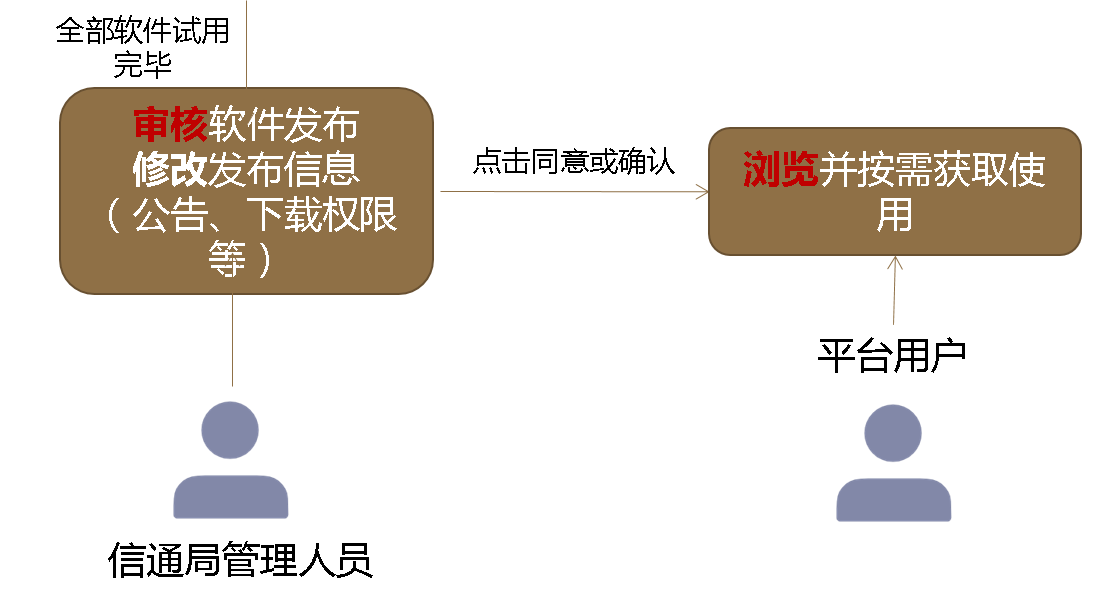 全部软件试用
完毕
审核软件发布
修改发布信息
（公告、下载权限
等）
点击同意或确认
浏览并按需获取使
用
平台用户
信通局管理人员